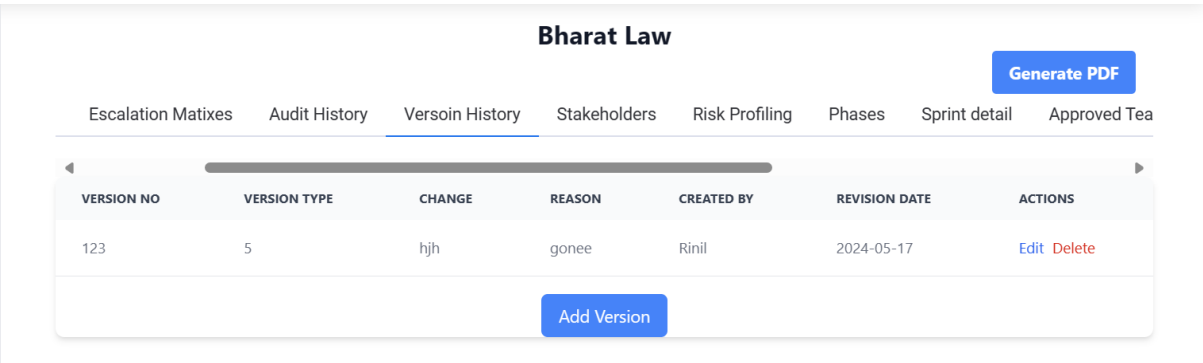 Bharat Law
Generate PDF
Escalation Matixes Audit History Versoin History Stakeholders Risk Profiling Phases Sprint detail Approved Tea
VERSION NO VERSION TYPE CHANGE REASON CREATED BY REVISION DATE ACTIONS
123 5 hjh gonee Rinil 2024-05-17 Edit Delete
Add Version